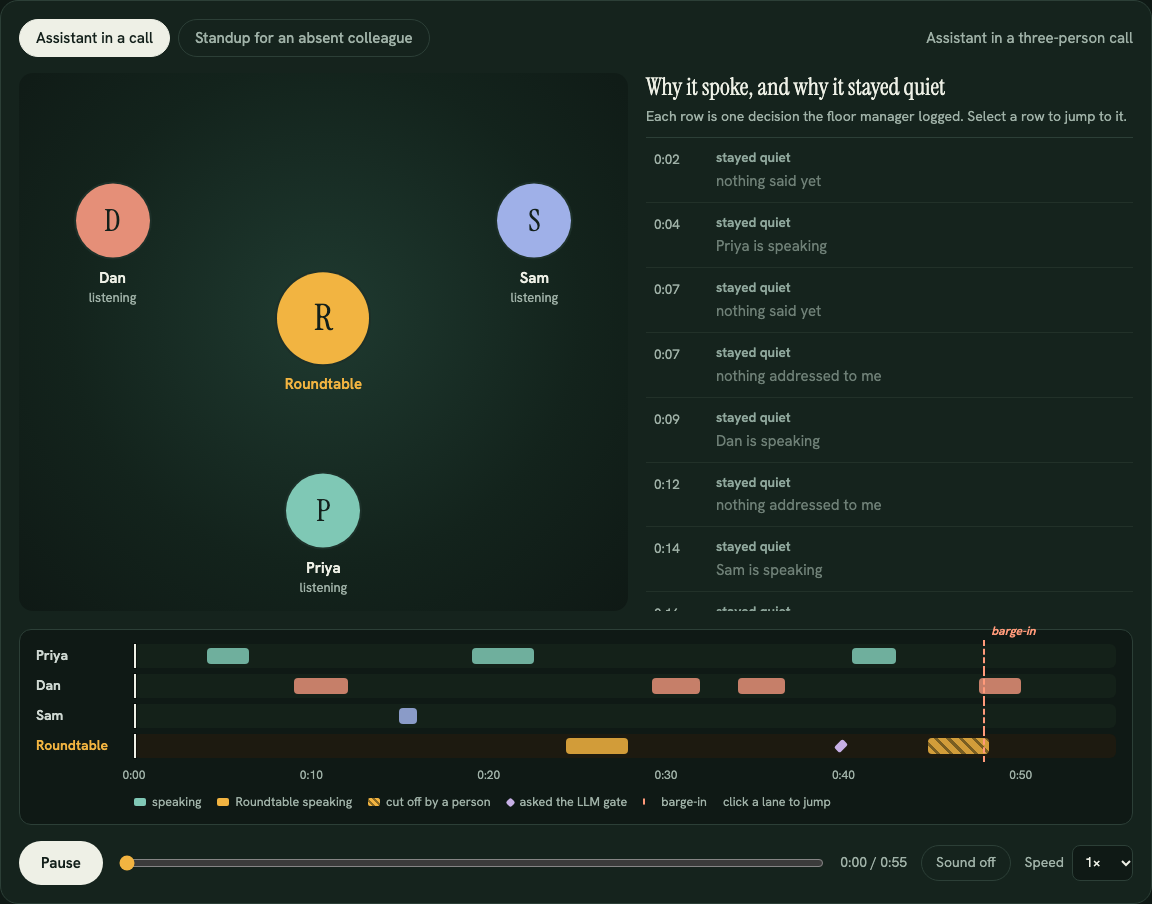 Assistant in a call
Standup for an absent colleague
Assistant in a three-person call
D
Dan
listening
S
Sam
listening
R
Roundtable
P
Priya
listening
Why it spoke, and why it stayed quiet
Each row is one decision the floor manager logged. Select a row to jump to it.
0:02 stayed quiet
nothing said yet
0:04 stayed quiet
Priya is speaking
0:07 stayed quiet
nothing said yet
0:07 stayed quiet
nothing addressed to me
0:09 stayed quiet
Dan is speaking
0:12 stayed quiet
nothing addressed to me
0:14 stayed quiet
Sam is speaking
barge-in
Priya
Dan
Sam
Roundtable
0:00 0:10 0:20 0:30 0:40 0:50
speaking Roundtable speaking cut off by a person asked the LLM gate barge-in click a lane to jump
Pause 0:00 / 0:55 Sound off Speed 1×